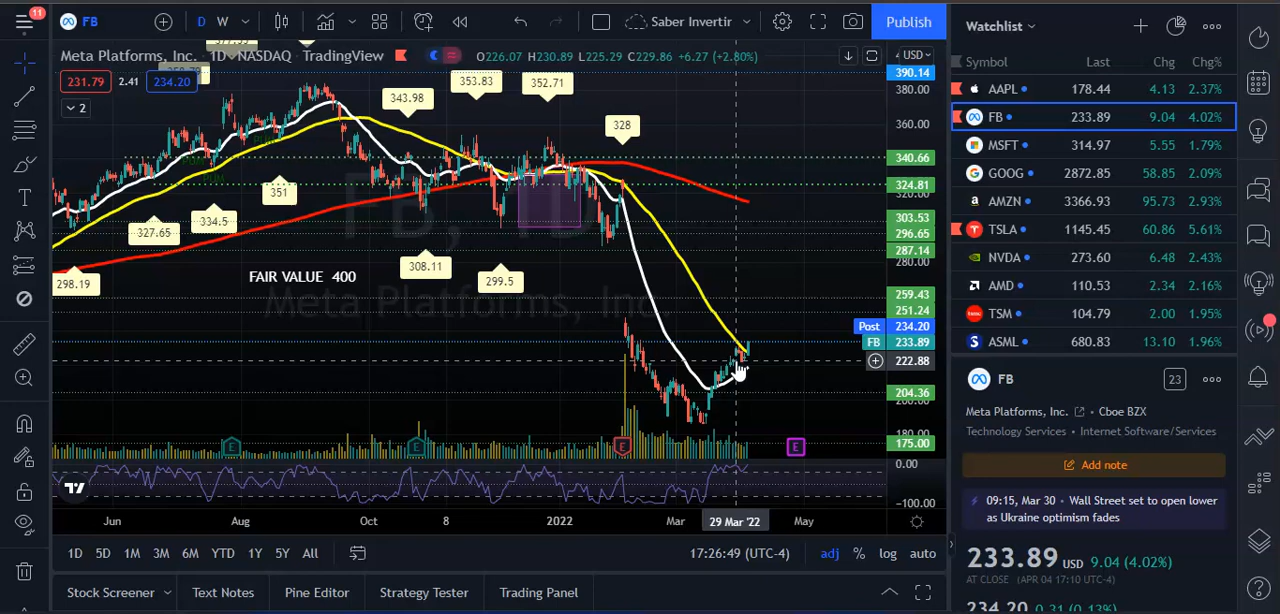 11
FB
D
W
Saber Invertir
Publish
Meta Platforms, Inc. · 1D · NASDAQ TradingView
O226.07 H230.89 L225.29 C229.86 +6.27 (+2.80%)
USD
231.79
2.41
234.20
2
390.14
380.00
353.83
352.71
343.98
360.00
328
340.66
324.81
351
334.5
327.65
303.53
296.65
287.14
280.00
308.11
299.5
298.19
FAIR VALUE 400
FB, 1D
Meta Platforms, Inc
259.43
251.24
Post 234.20
FB 233.89
222.88
204.36
175.00
E
E
E
E
0.00
-100.00
Jun
Aug
Oct
8
2022
Mar
29 Mar '22
May
1D
5D
1M
3M
6M
YTD
1Y
5Y
All
17:26:49 (UTC-4)
adj
%
log
auto
Stock Screener
Text Notes
Pine Editor
Strategy Tester
Trading Panel
Watchlist
Symbol Last Chg Chg%
AAPL 178.44 4.13 2.37%
FB 233.89 9.04 4.02%
MSFT 314.97 5.55 1.79%
GOOG 2872.85 58.85 2.09%
AMZN 3366.93 95.73 2.93%
TSLA 1145.45 60.86 5.61%
NVDA 273.60 6.48 2.43%
AMD 110.53 2.34 2.16%
TSM 104.79 2.00 1.95%
ASML 680.83 13.10 1.96%
FB
23
Meta Platforms, Inc. • Cboe BZX
Technology Services • Internet Software/Services
Add note
09:15, Mar 30 • Wall Street set to open lower
as Ukraine optimism fades
233.89 USD 9.04 (4.02%)
AT CLOSE (APR 04 17:10 UTC-4)
234.20 0.31 (0.13%)